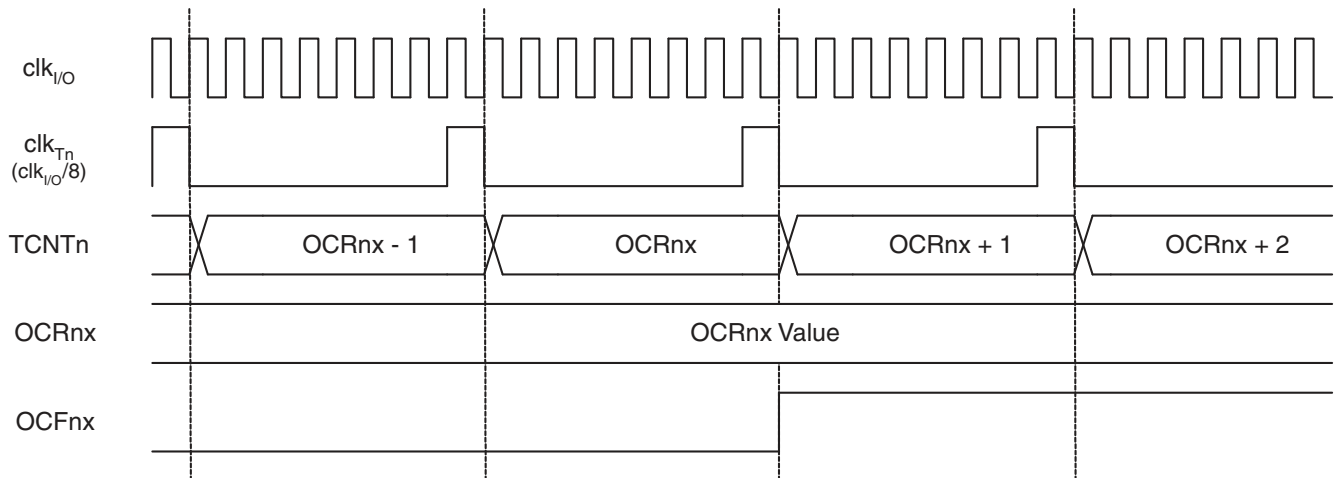 clkI/O
clkTn
(clkI/O/8)
TCNTn
OCRnx - 1
OCRnx
OCRnx + 1
OCRnx + 2
OCRnx
OCRnx Value
OCFnx